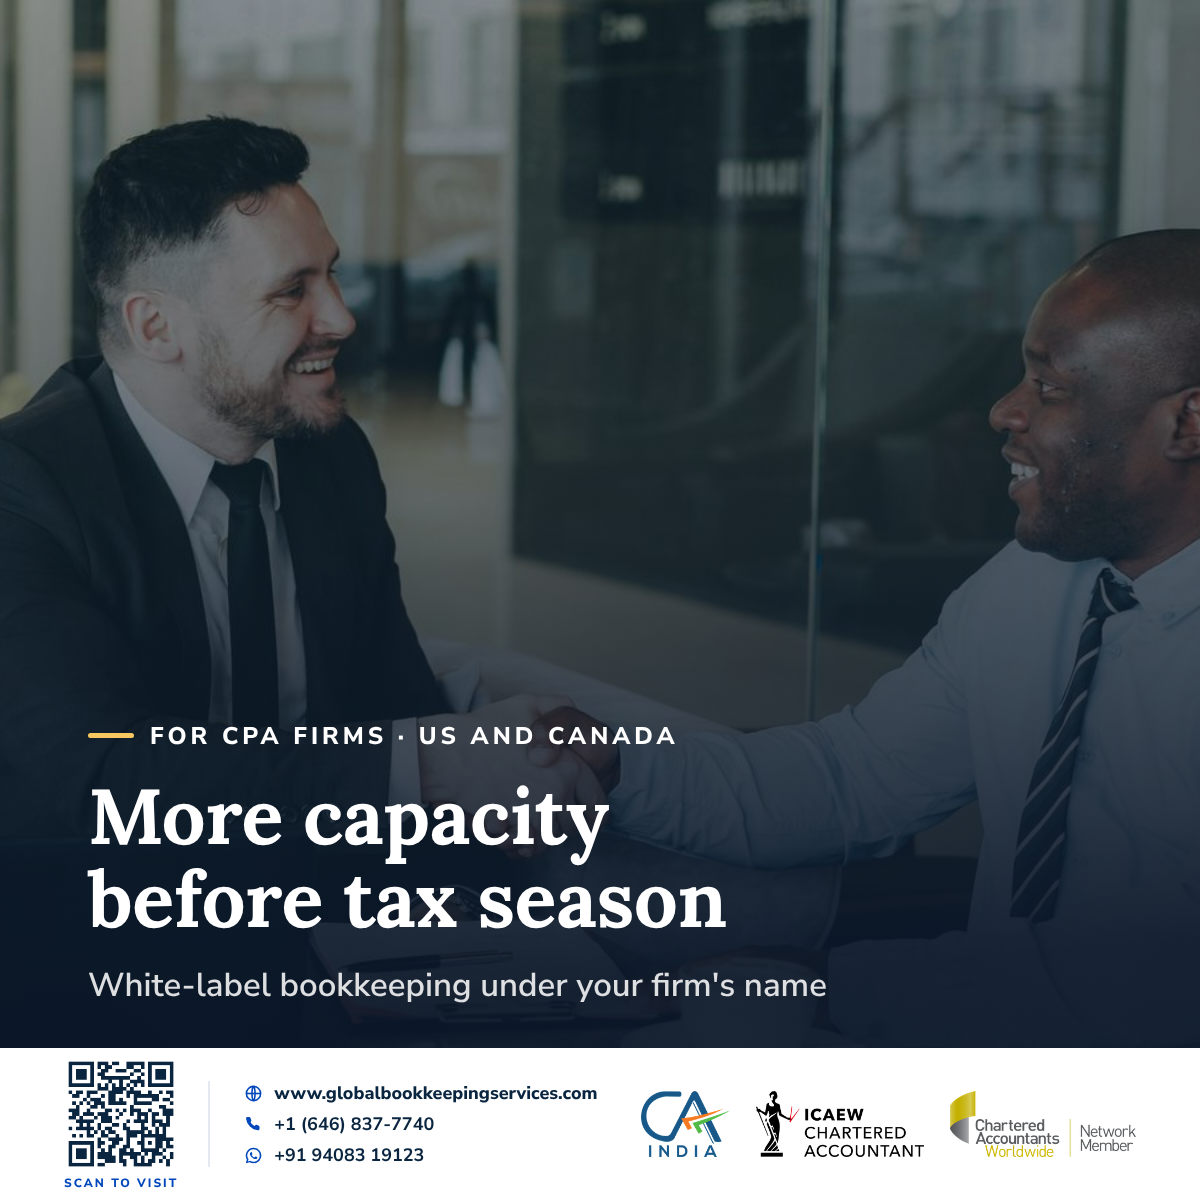 FOR CPA FIRMS · US AND CANADA
More capacity
before tax season
White-label bookkeeping under your firm's name
SCAN TO VISIT
www.globalbookkeepingservices.com
+1 (646) 837-7740
+91 94083 19123
CA
INDIA
ICAEW
CHARTERED
ACCOUNTANT
Chartered
Accountants
Worldwide
Network
Member